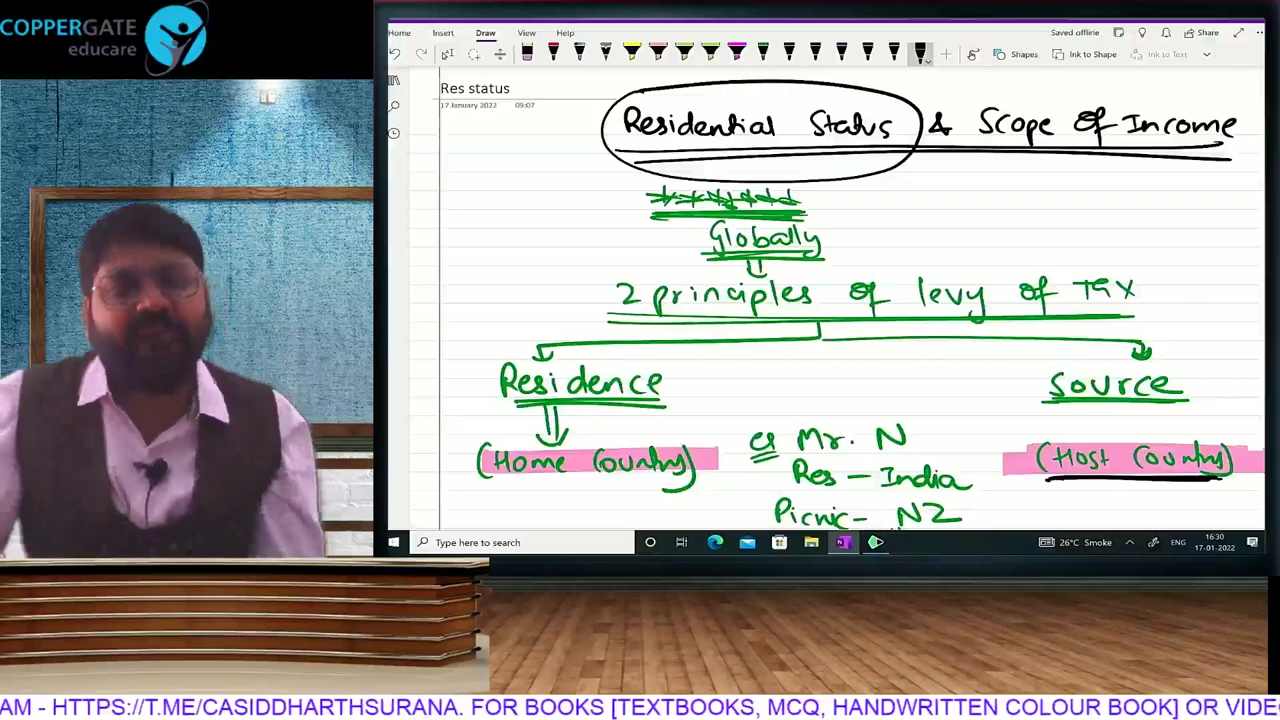 COPPERGATE
educare
Home Insert Draw View Help
Saved offline
Share
Shapes
Ink to Shape
Ink to Text
Res status
17 January 2022 09:07
Residential Status & Scope of Income
Globally
2 principles of levy of Tax
Residence
Source
(Home Country)
eg Mr. N
(Host Country)
Res - India
Picnic - NZ
Type here to search
26°C Smoke
ENG
16:30
17-01-2022
AM - HTTPS://T.ME/CASIDDHARTHSURANA. FOR BOOKS [TEXTBOOKS, MCQ, HANDWRITTEN COLOUR BOOK] OR VIDE